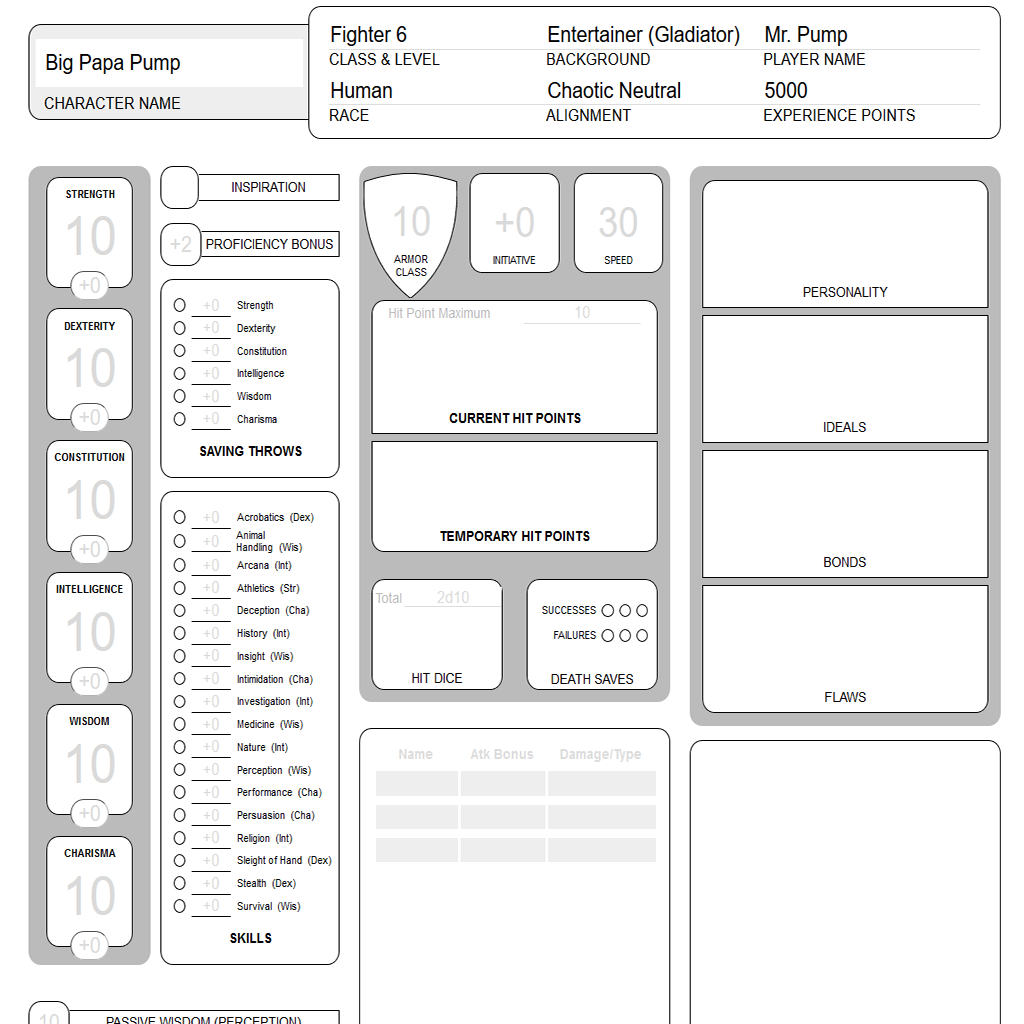 Big Papa Pump
CHARACTER NAME
Fighter 6
Entertainer (Gladiator)
Mr. Pump
CLASS & LEVEL
BACKGROUND
PLAYER NAME
Human
Chaotic Neutral
5000
RACE
ALIGNMENT
EXPERIENCE POINTS
STRENGTH
10
+0
DEXTERITY
10
+0
CONSTITUTION
10
+0
INTELLIGENCE
10
+0
WISDOM
10
+0
CHARISMA
10
+0
INSPIRATION
+2 PROFICIENCY BONUS
+0 Strength
+0 Dexterity
+0 Constitution
+0 Intelligence
+0 Wisdom
+0 Charisma
SAVING THROWS
+0 Acrobatics (Dex)
+0 Animal
Handling (Wis)
+0 Arcana (Int)
+0 Athletics (Str)
+0 Deception (Cha)
+0 History (Int)
+0 Insight (Wis)
+0 Intimidation (Cha)
+0 Investigation (Int)
+0 Medicine (Wis)
+0 Nature (Int)
+0 Perception (Wis)
+0 Performance (Cha)
+0 Persuasion (Cha)
+0 Religion (Int)
+0 Sleight of Hand (Dex)
+0 Stealth (Dex)
+0 Survival (Wis)
SKILLS
10 PASSIVE WISDOM (PERCEPTION)
10
ARMOR
CLASS
+0
INITIATIVE
30
SPEED
Hit Point Maximum 10
CURRENT HIT POINTS
TEMPORARY HIT POINTS
Total 2d10
HIT DICE
SUCCESSES
FAILURES
DEATH SAVES
Name Atk Bonus Damage/Type
PERSONALITY
IDEALS
BONDS
FLAWS